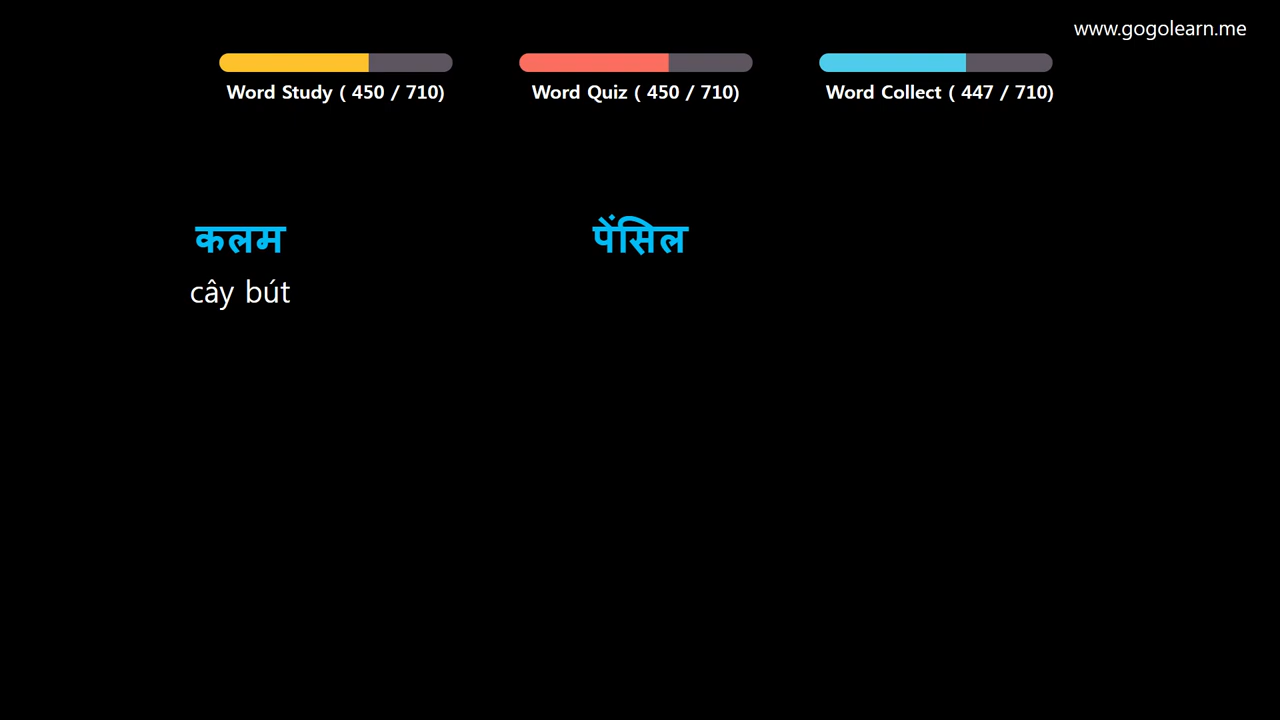 www.gogolearn.me
Word Study ( 450 / 710)
Word Quiz ( 450 / 710)
Word Collect ( 447 / 710)
कलम
cây bút
पेंसिल